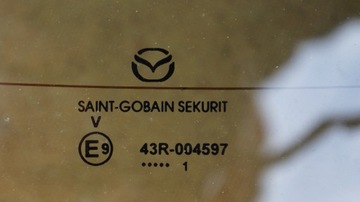 SAINT-GOBAIN SEKURIT
V
E9 43R-004597
••••• 1